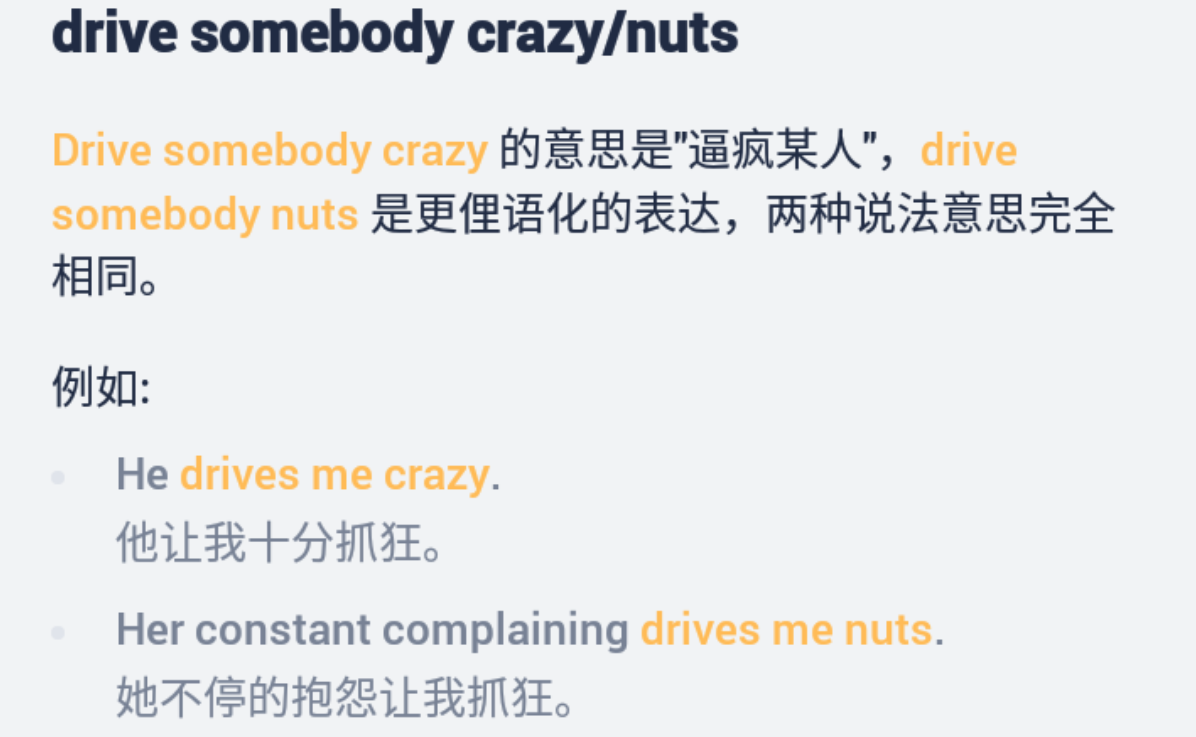 drive somebody crazy/nuts
Drive somebody crazy 的意思是"逼疯某人"，drive
somebody nuts 是更俚语化的表达，两种说法意思完全
相同。
例如:
He drives me crazy.
他让我十分抓狂。
Her constant complaining drives me nuts.
她不停的抱怨让我抓狂。